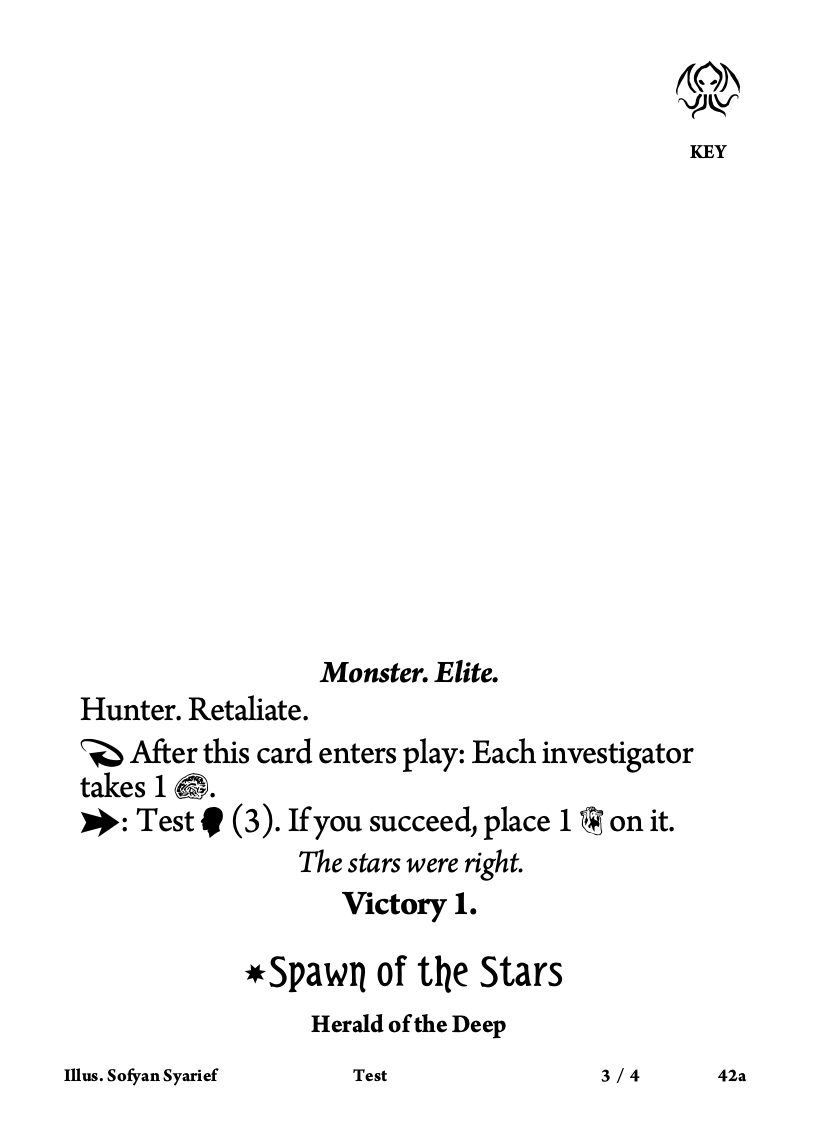 KEY
Monster. Elite.
Hunter. Retaliate.
After this card enters play: Each investigator
takes 1 .
: Test (3). If you succeed, place 1 on it.
The stars were right.
Victory 1.
Spawn of the Stars
Herald of the Deep
Illus. Sofyan Syarief Test 3 / 4 42a